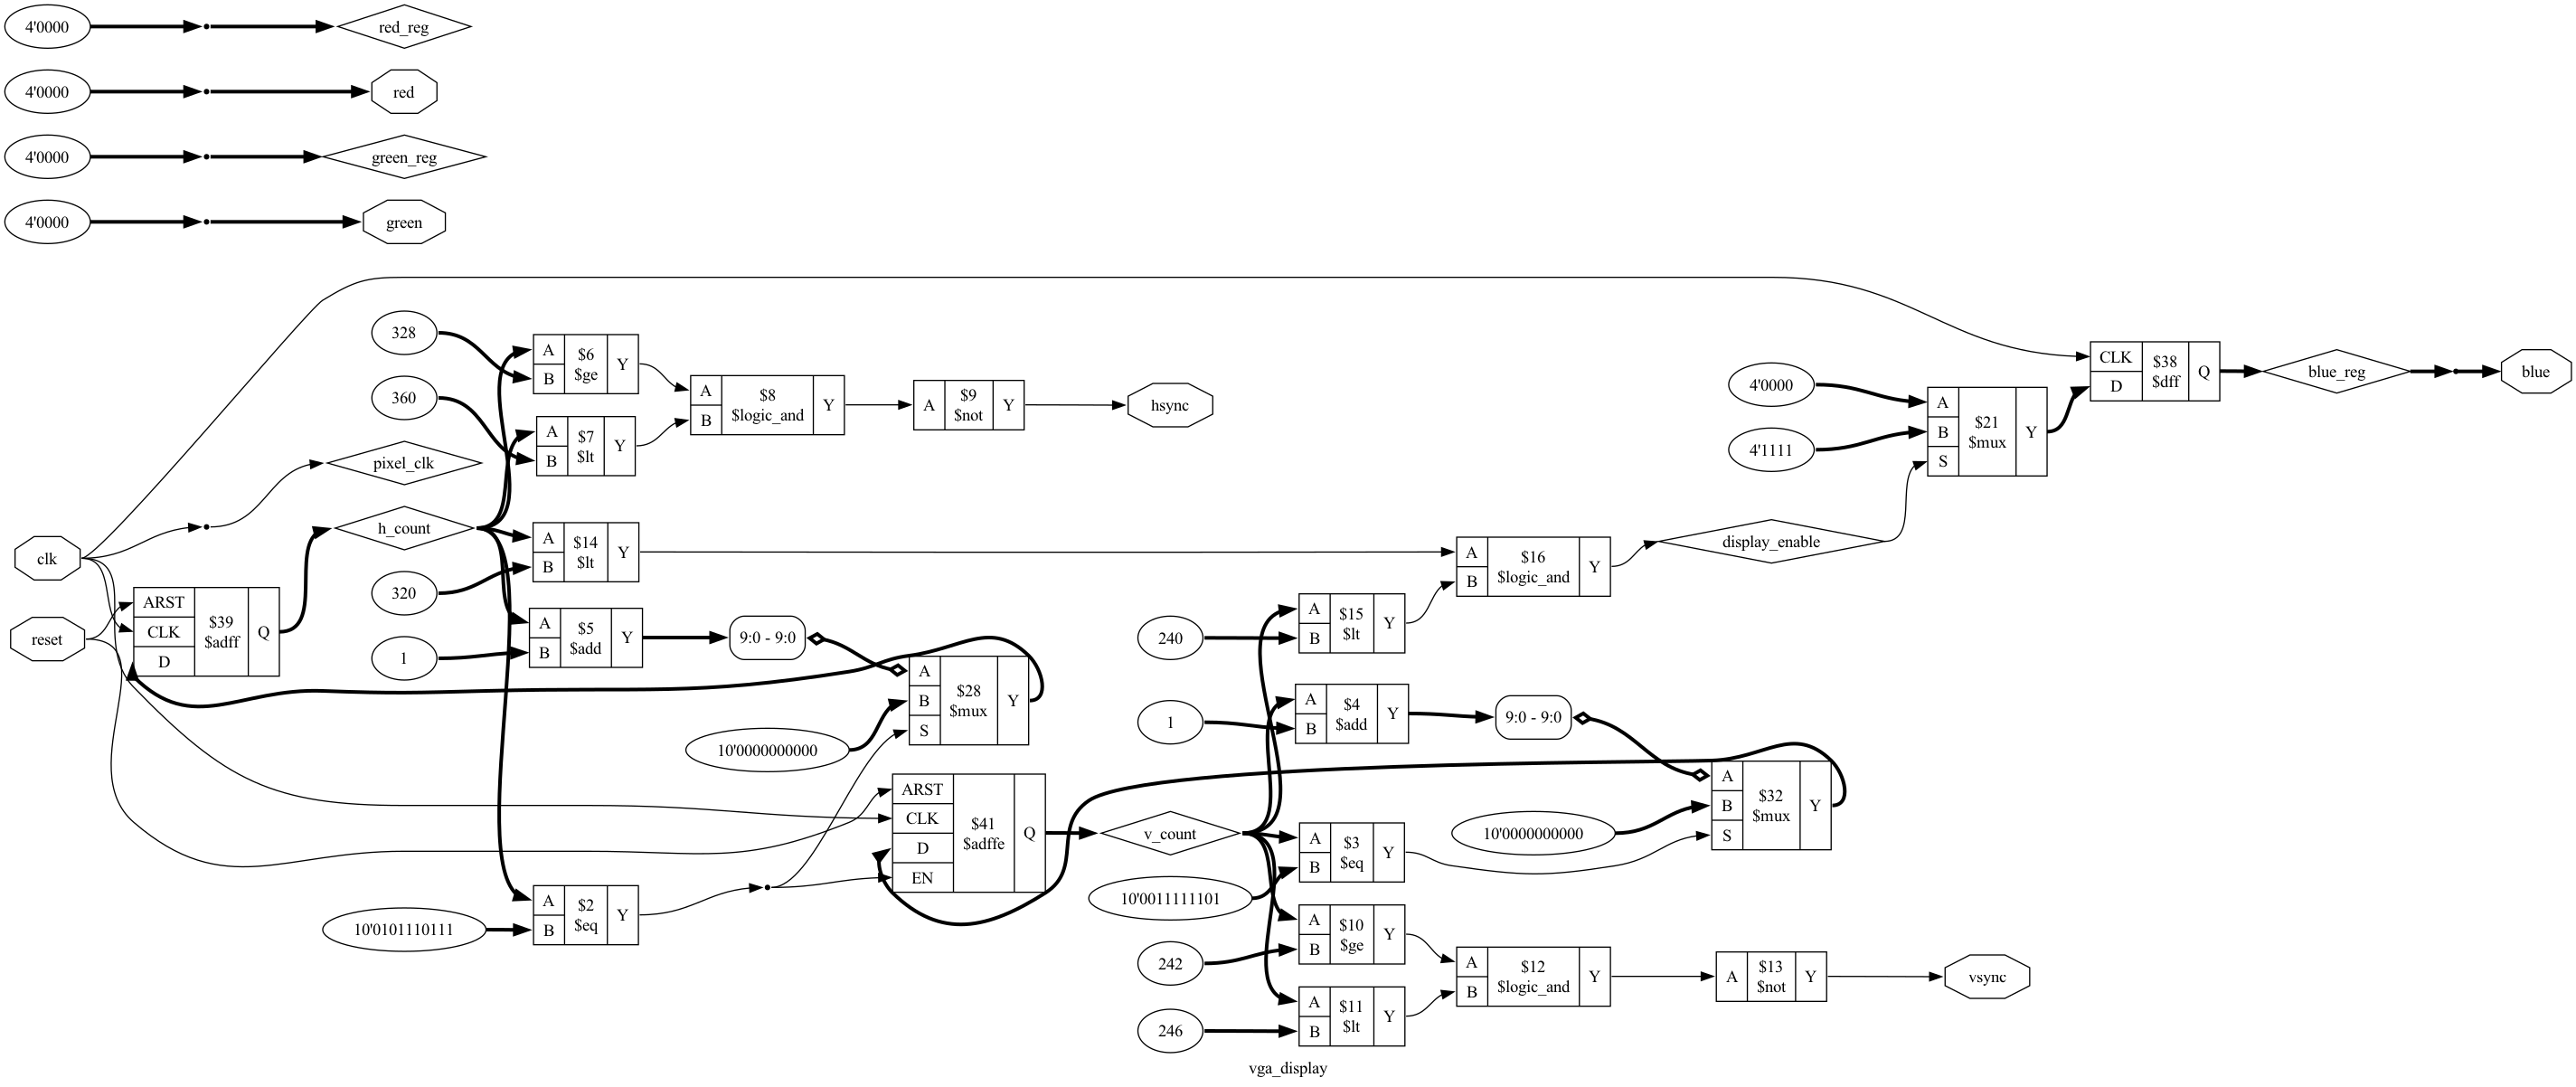 4'0000
red_reg
4'0000
red
4'0000
green_reg
4'0000
green
328
A
B
$6
$ge
Y
360
A
B
$7
$lt
Y
A
B
$8
$logic_and
Y
A
$9
$not
Y
hsync
pixel_clk
h_count
clk
reset
ARST
CLK
D
$39
$adff
Q
320
A
B
$14
$lt
Y
1
A
B
$5
$add
Y
9:0 - 9:0
10'0000000000
A
B
S
$28
$mux
Y
ARST
CLK
D
EN
$41
$adffe
Q
10'0101110111
A
B
$2
$eq
Y
v_count
240
A
B
$15
$lt
Y
1
A
B
$4
$add
Y
9:0 - 9:0
10'0000000000
A
B
S
$32
$mux
Y
10'0011111101
A
B
$3
$eq
Y
242
A
B
$10
$ge
Y
246
A
B
$11
$lt
Y
A
B
$12
$logic_and
Y
A
$13
$not
Y
vsync
A
B
$16
$logic_and
Y
display_enable
4'0000
4'1111
A
B
S
$21
$mux
Y
CLK
D
$38
$dff
Q
blue_reg
blue
vga_display